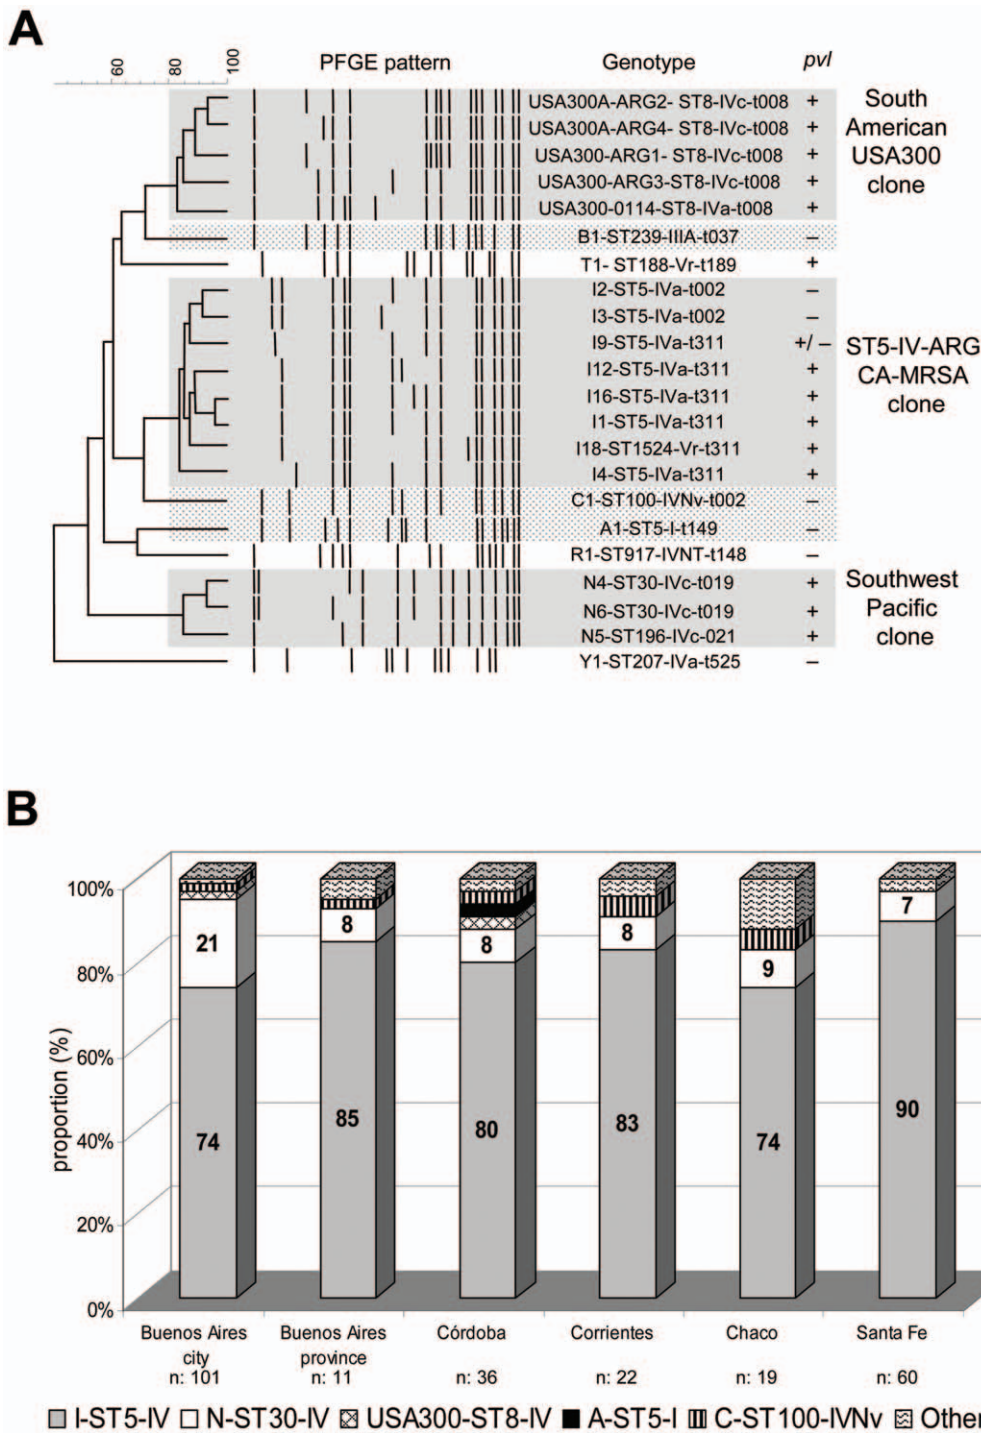 A
60 80 100 PFGE pattern Genotype pvl
USA300A-ARG2- ST8-IVc-t008 +
USA300A-ARG4- ST8-IVc-t008 +
USA300-ARG1- ST8-IVc-t008 +
USA300-ARG3-ST8-IVc-t008 +
USA300-0114-ST8-IVa-t008 +
South
American
USA300
clone
B1-ST239-IIIA-t037 –
T1- ST188-Vr-t189 +
I2-ST5-IVa-t002 –
I3-ST5-IVa-t002 –
I9-ST5-IVa-t311 +/ –
I12-ST5-IVa-t311 +
I16-ST5-IVa-t311 +
I1-ST5-IVa-t311 +
I18-ST1524-Vr-t311 +
I4-ST5-IVa-t311 +
ST5-IV-ARG
CA-MRSA
clone
C1-ST100-IVNv-t002 –
A1-ST5-I-t149 –
R1-ST917-IVNT-t148 –
N4-ST30-IVc-t019 +
N6-ST30-IVc-t019 +
N5-ST196-IVc-021 +
Southwest
Pacific
clone
Y1-ST207-IVa-t525 –
B
proportion (%)
100%
80%
60%
40%
20%
0%
21 8 8 8 9 7
74 85 80 83 74 90
Buenos Aires
city
n: 101
Buenos Aires
province
n: 11
Córdoba
n: 36
Corrientes
n: 22
Chaco
n: 19
Santa Fe
n: 60
I-ST5-IV N-ST30-IV USA300-ST8-IV A-ST5-I C-ST100-IVNv Other